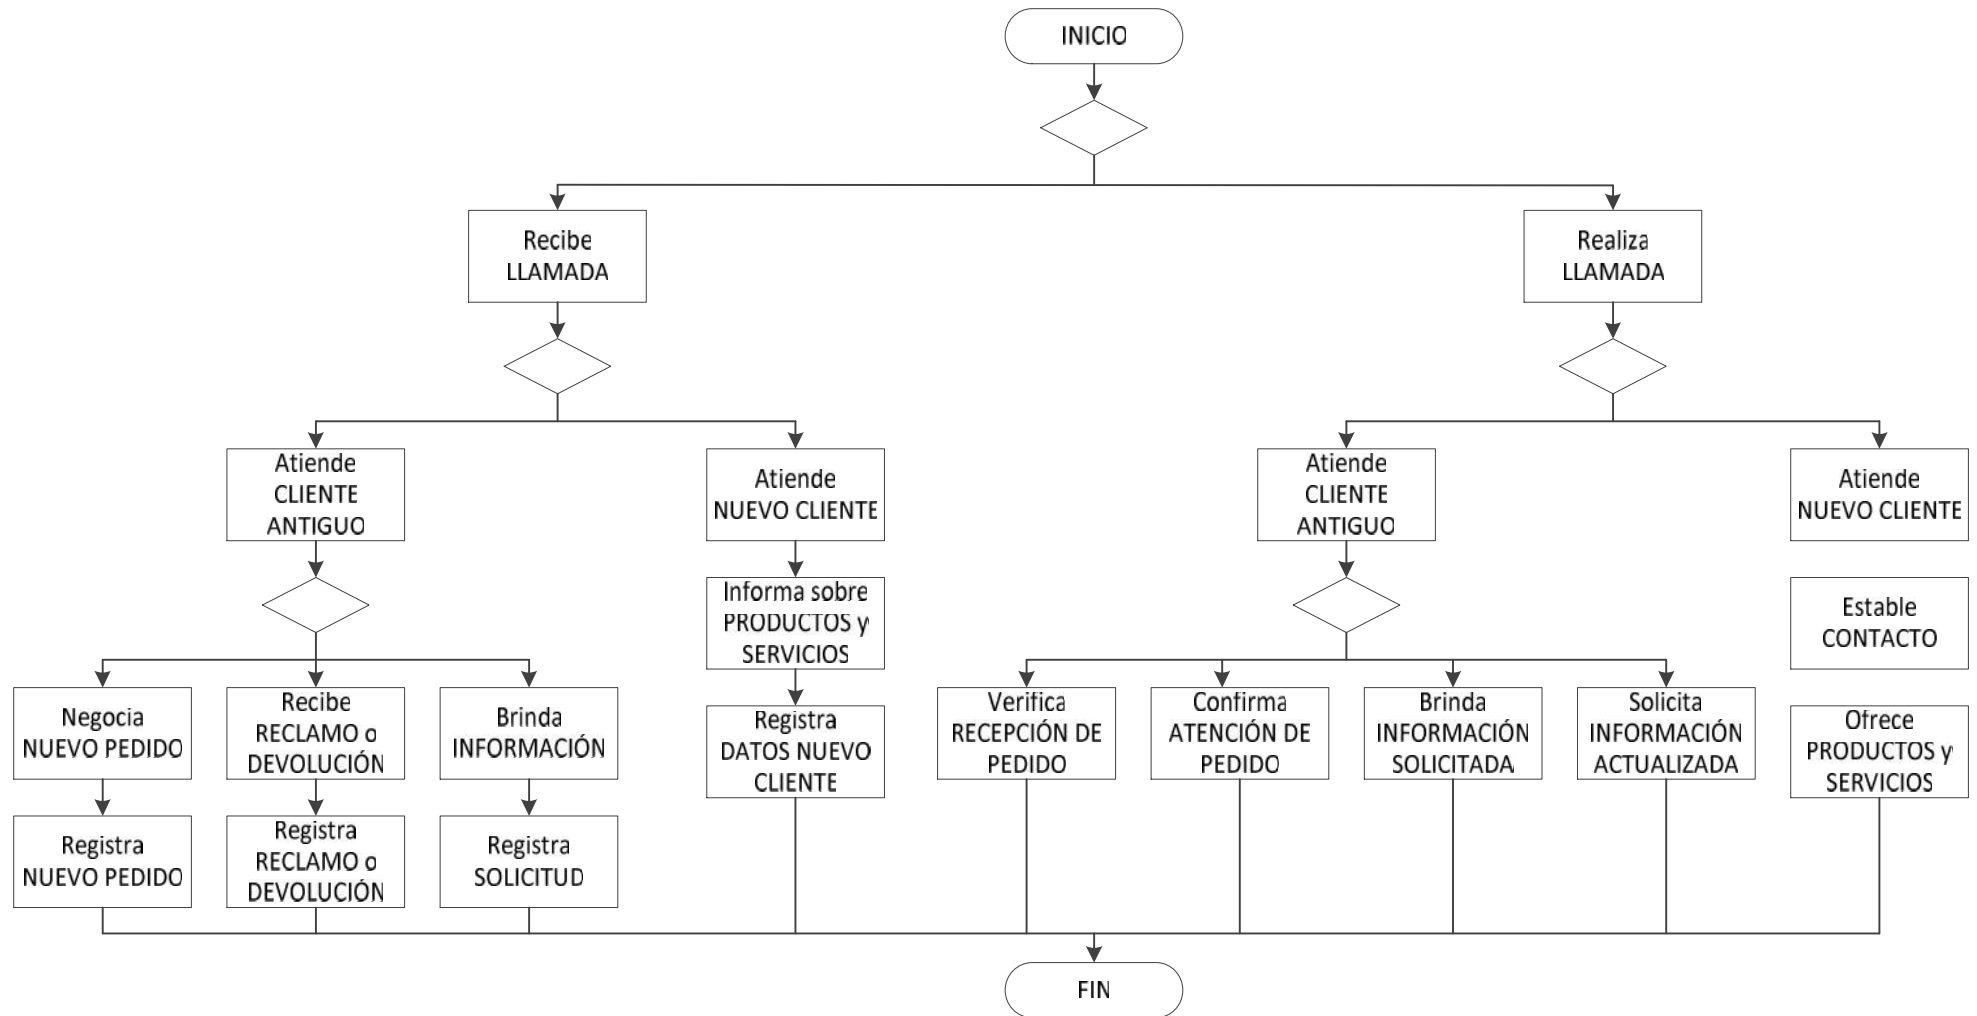 INICIO
Recibe
LLAMADA
Realiza
LLAMADA
Atiende
CLIENTE
ANTIGUO
Atiende
NUEVO CLIENTE
Atiende
CLIENTE
ANTIGUO
Atiende
NUEVO CLIENTE
Informa sobre
PRODUCTOS y
SERVICIOS
Estable
CONTACTO
Negocia
NUEVO PEDIDO
Recibe
RECLAMO o
DEVOLUCIÓN
Brinda
INFORMACIÓN
Registra
DATOS NUEVO
CLIENTE
Verifica
RECEPCIÓN DE
PEDIDO
Confirma
ATENCIÓN DE
PEDIDO
Brinda
INFORMACIÓN
SOLICITADA
Solicita
INFORMACIÓN
ACTUALIZADA
Ofrece
PRODUCTOS y
SERVICIOS
Registra
NUEVO PEDIDO
Registra
RECLAMO o
DEVOLUCIÓN
Registra
SOLICITUD
FIN